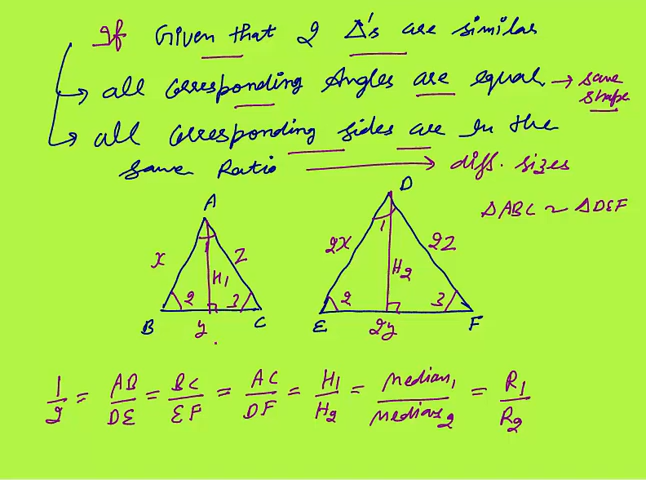 If Given that 2 Δ's are similar
→ all corresponding Angles are equal → same shape
→ all corresponding sides are In the
same Ratio → diff. sizes
ΔABC ~ ΔDEF
A
x
z
1
H1
2
3
B
y
C
D
2x
2z
1
H2
2
3
E
2y
F
1/2 = AB/DE = BC/EF = AC/DF = H1/H2 = median1/median2 = R1/R2